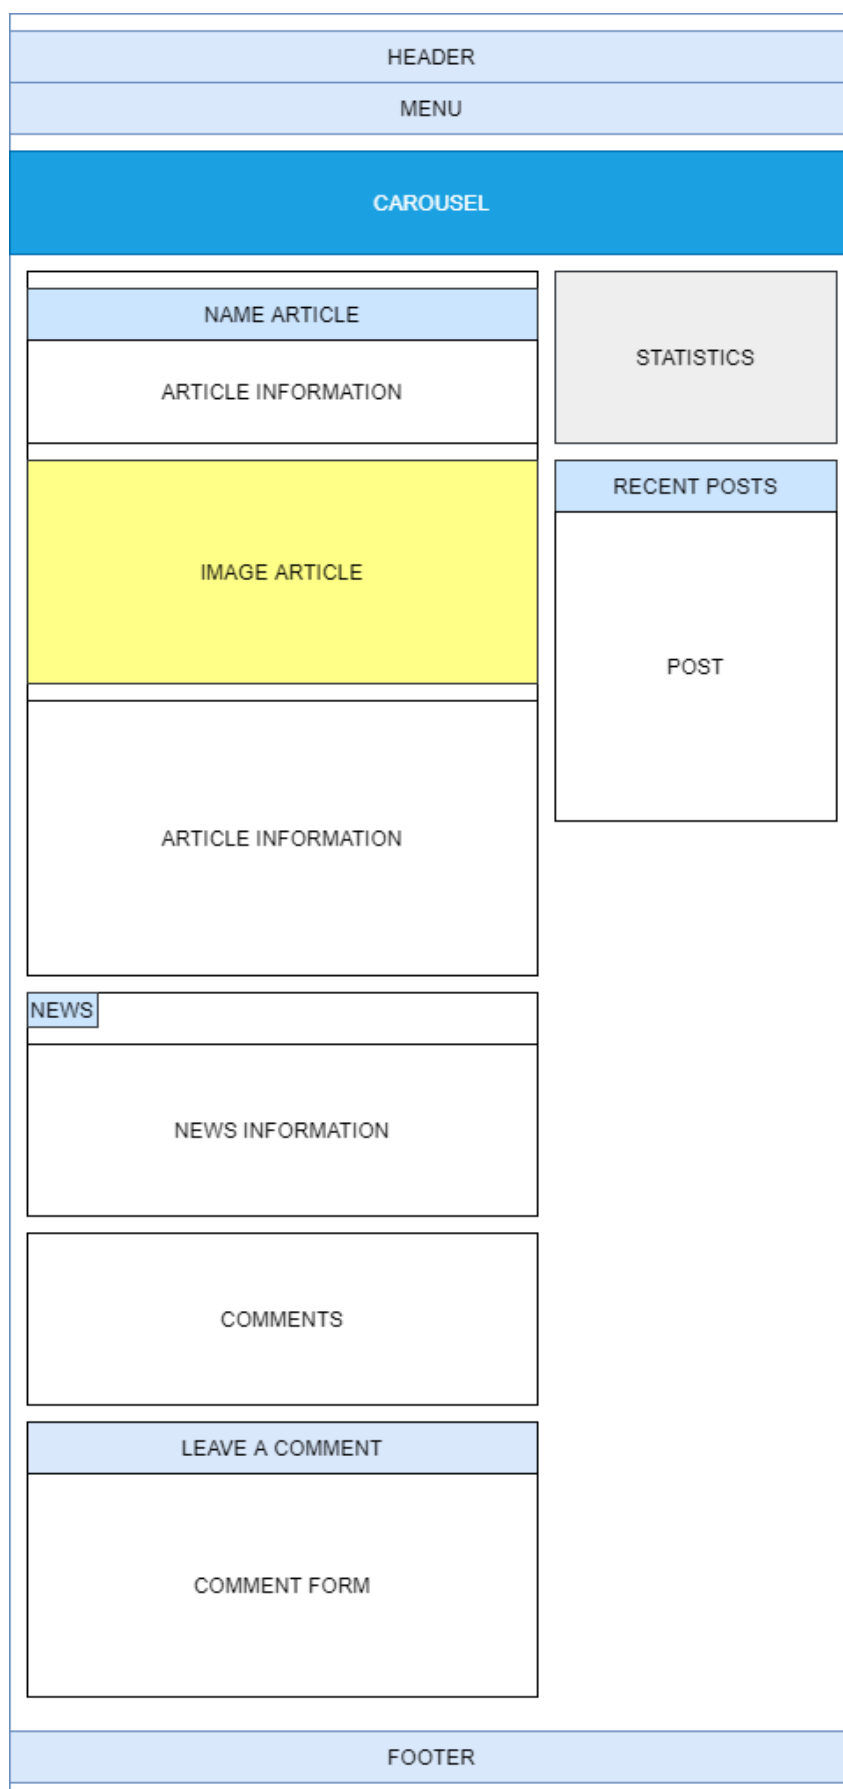 HEADER
MENU
CAROUSEL
NAME ARTICLE
ARTICLE INFORMATION
IMAGE ARTICLE
ARTICLE INFORMATION
STATISTICS
RECENT POSTS
POST
NEWS
NEWS INFORMATION
COMMENTS
LEAVE A COMMENT
COMMENT FORM
FOOTER